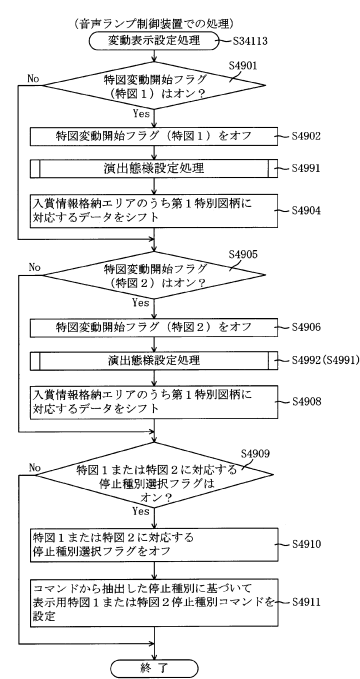 (音声ランプ制御装置での処理)
変動表示設定処理
S34113
S4901
No
特図変動開始フラグ
(特図1)はオン?
Yes
特図変動開始フラグ(特図1)をオフ
S4902
演出態様設定処理
S4991
入賞情報格納エリアのうち第1特別図柄に
対応するデータをシフト
S4904
S4905
No
特図変動開始フラグ
(特図2)はオン?
Yes
特図変動開始フラグ(特図2)をオフ
S4906
演出態様設定処理
S4992(S4991)
入賞情報格納エリアのうち第1特別図柄に
対応するデータをシフト
S4908
S4909
No
特図1または特図2に対応する
停止種別選択フラグは
オン?
Yes
特図1または特図2に対応する
停止種別選択フラグをオフ
S4910
コマンドから抽出した停止種別に基づいて
表示用特図1または特図2停止種別コマンドを
設定
S4911
終了